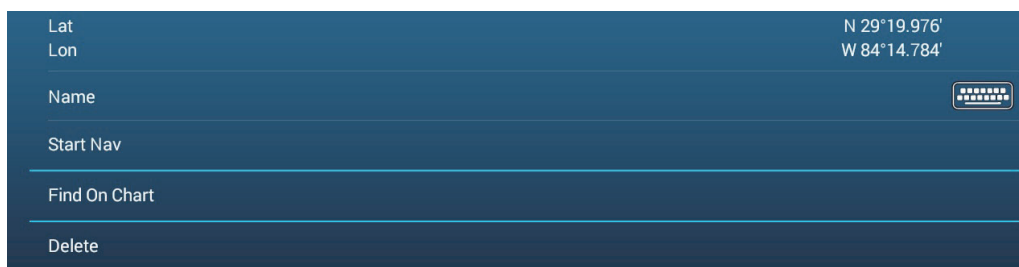 Lat N 29°19.976'
Lon W 84°14.784'
Name
Start Nav
Find On Chart
Delete